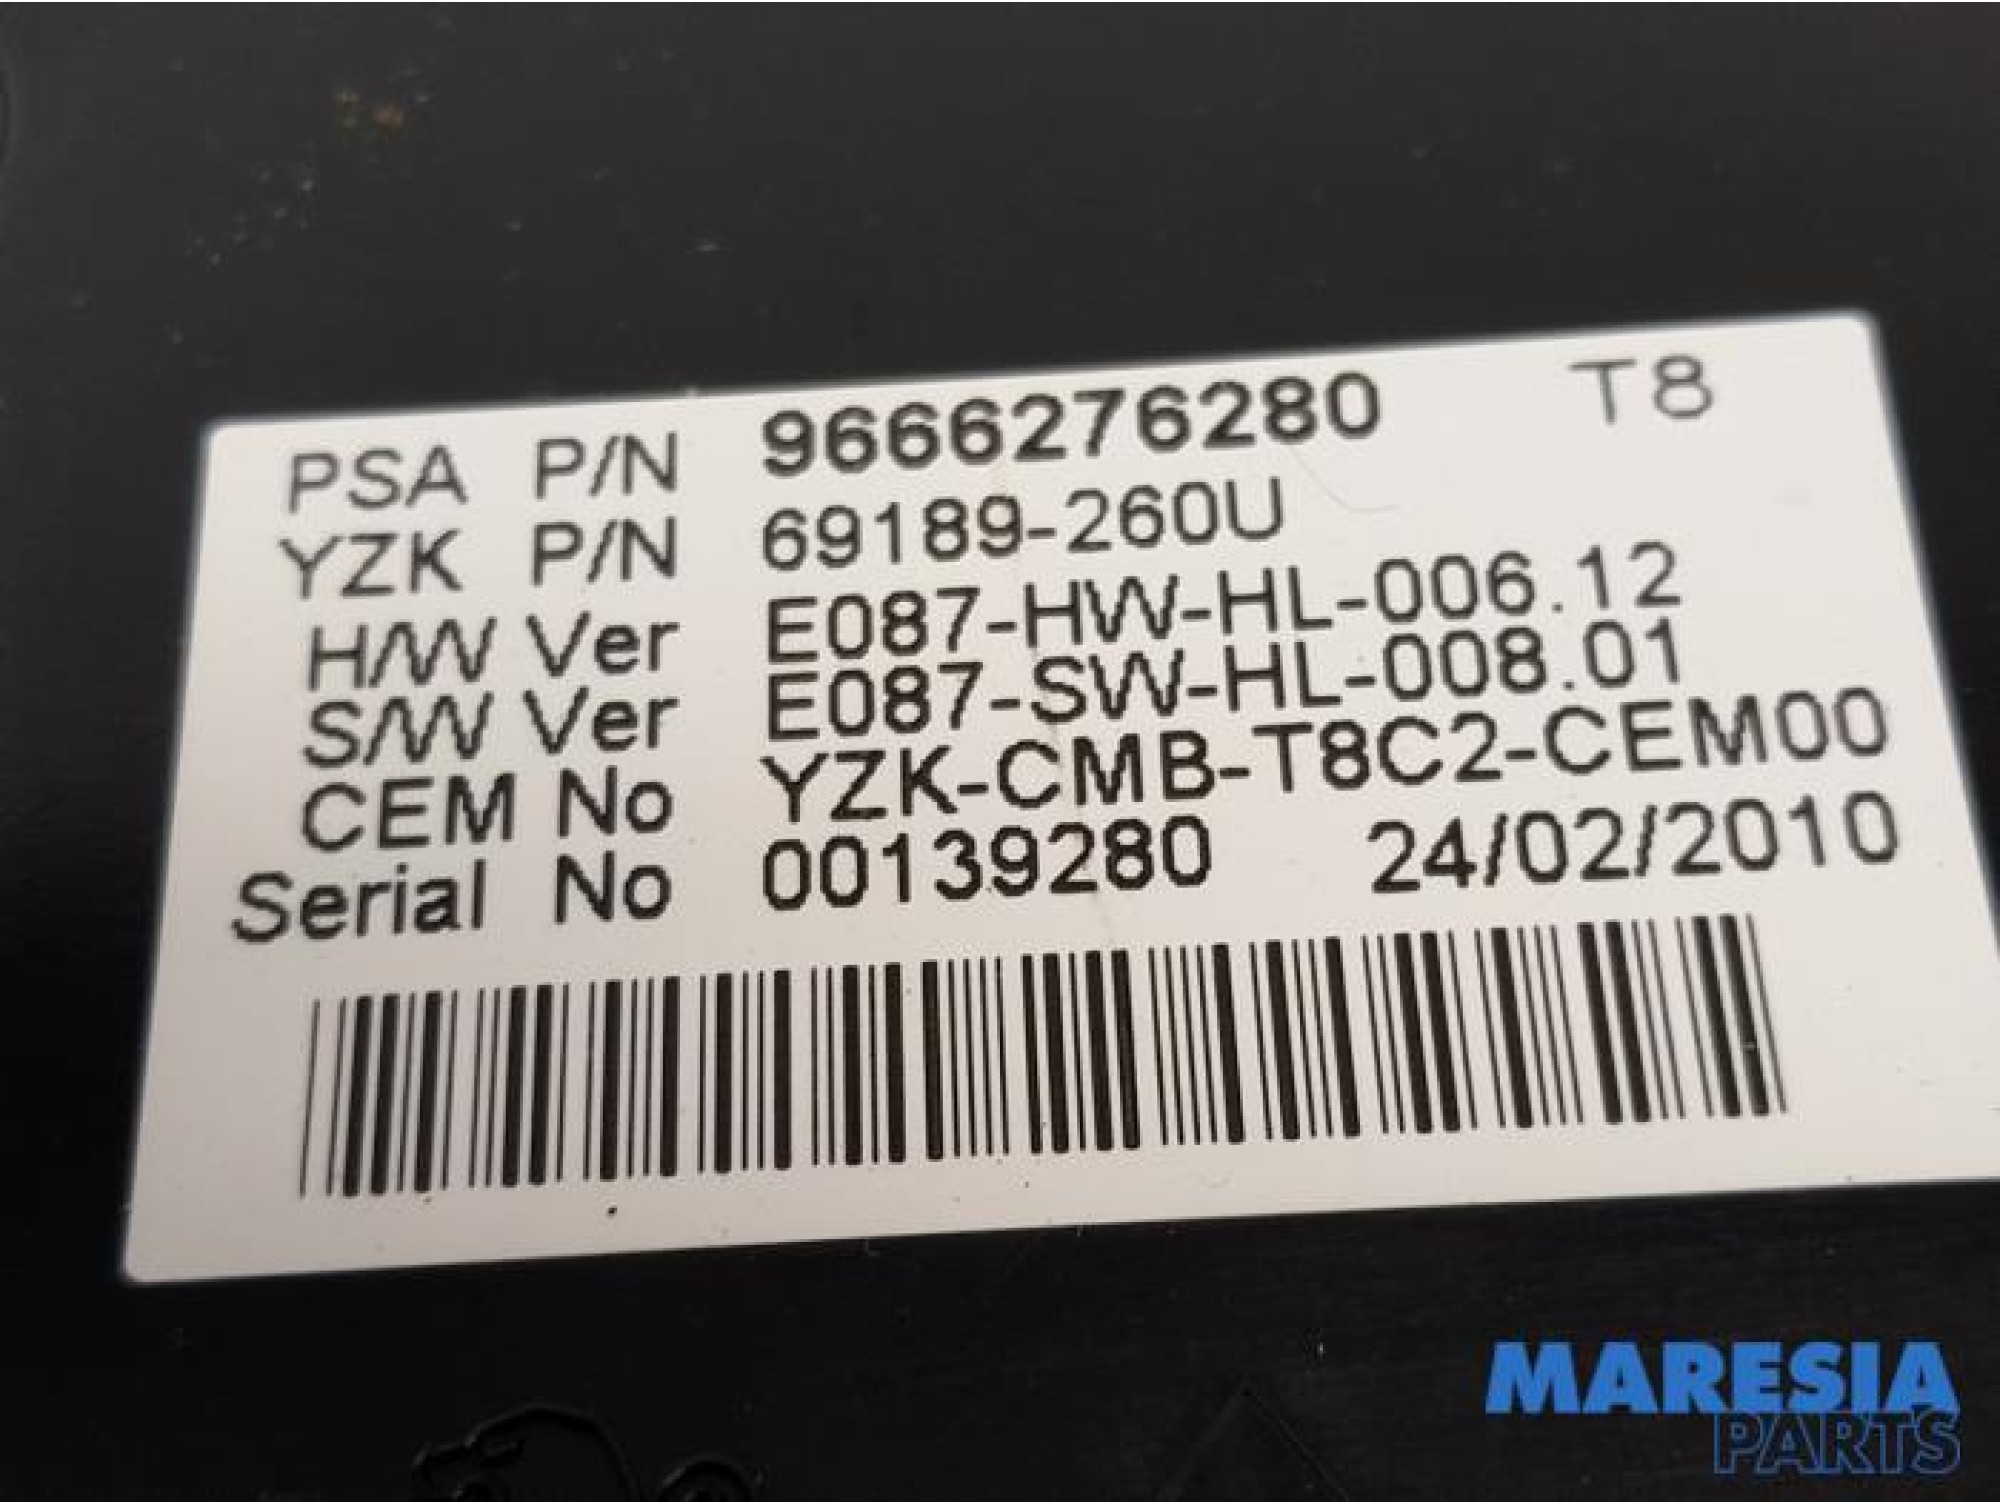 PSA P/N 9666276280 T8
YZK P/N 69189-260U
H/W Ver E087-HW-HL-006.12
S/W Ver E087-SW-HL-008.01
CEM No YZK-CMB-T8C2-CEM00
Serial No 00139280 24/02/2010
MARESIA
PARTS